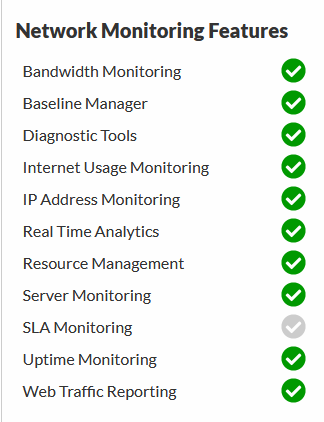 Network Monitoring Features
Bandwidth Monitoring
Baseline Manager
Diagnostic Tools
Internet Usage Monitoring
IP Address Monitoring
Real Time Analytics
Resource Management
Server Monitoring
SLA Monitoring
Uptime Monitoring
Web Traffic Reporting